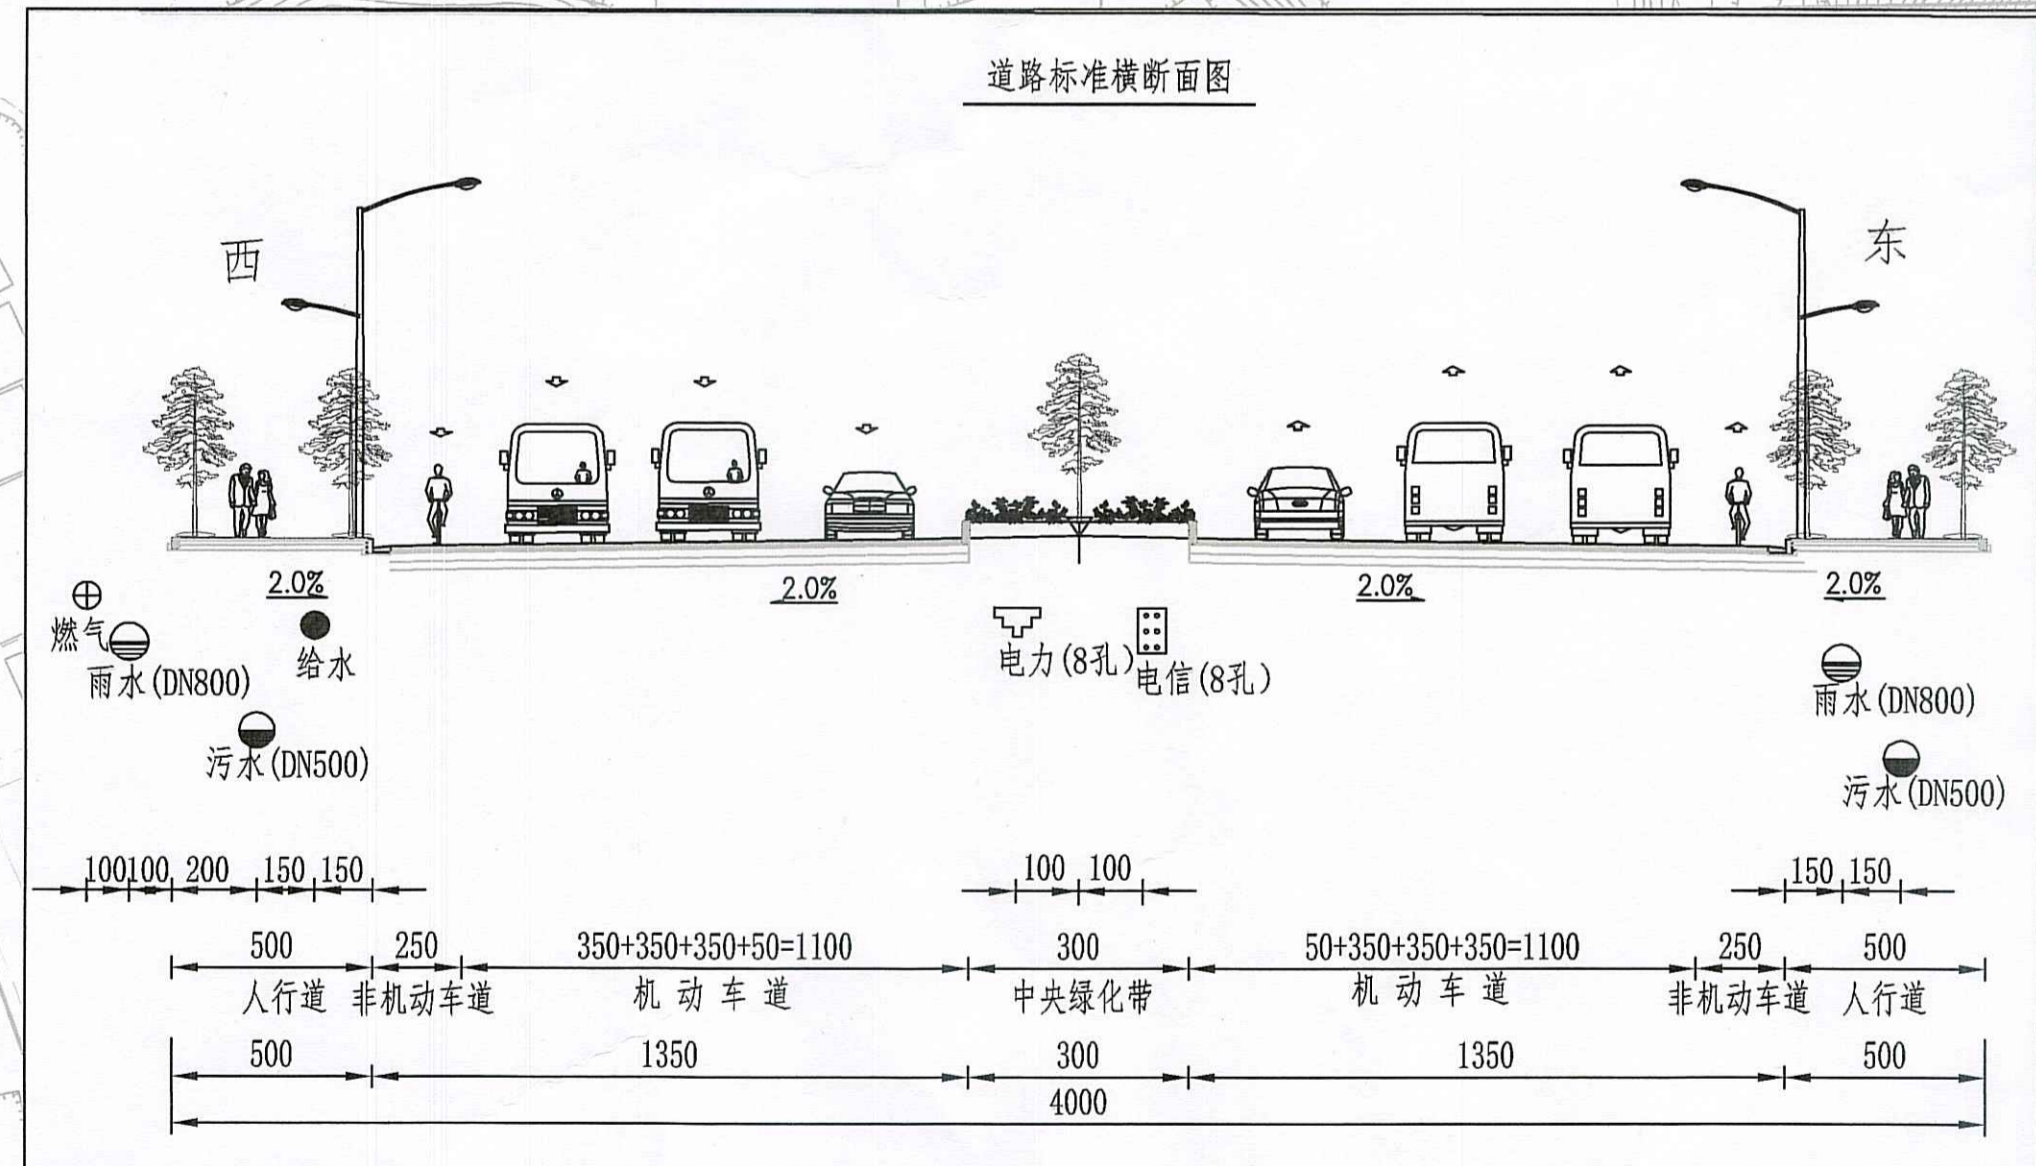 道路标准横断面图
西
东
2.0%
2.0%
2.0%
2.0%
燃气
雨水(DN800)
给水
污水(DN500)
电力(8孔)
电信(8孔)
雨水(DN800)
污水(DN500)
100 100 200 150 150
100 100
150 150
500 250 350+350+350+50=1100 300 50+350+350+350=1100 250 500
人行道 非机动车道 机动车道 中央绿化带 机动车道 非机动车道 人行道
500 1350 300 1350 500
4000